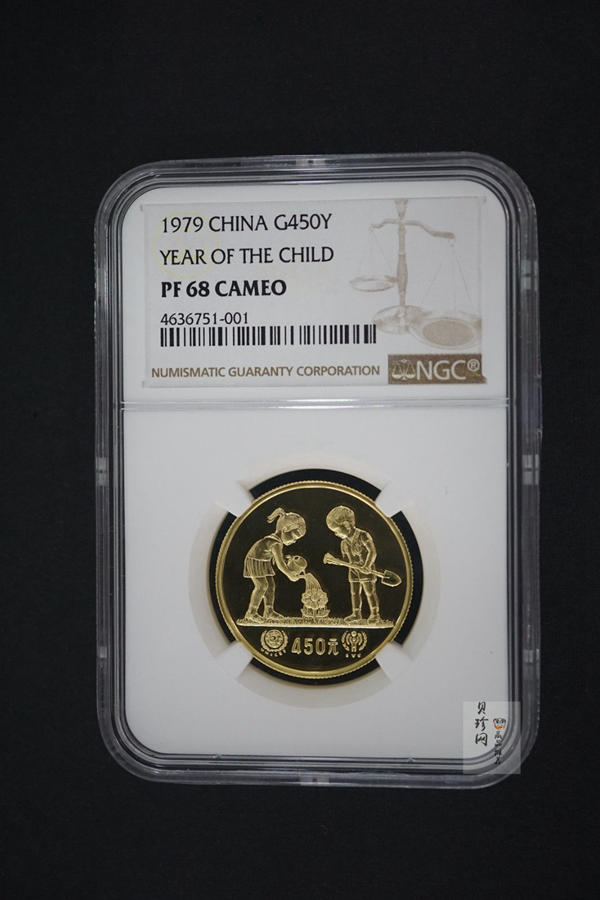 1979 CHINA G450Y
YEAR OF THE CHILD
PF 68 CAMEO
4636751-001
NUMISMATIC GUARANTY CORPORATION
NGC®
450元
贝珍网